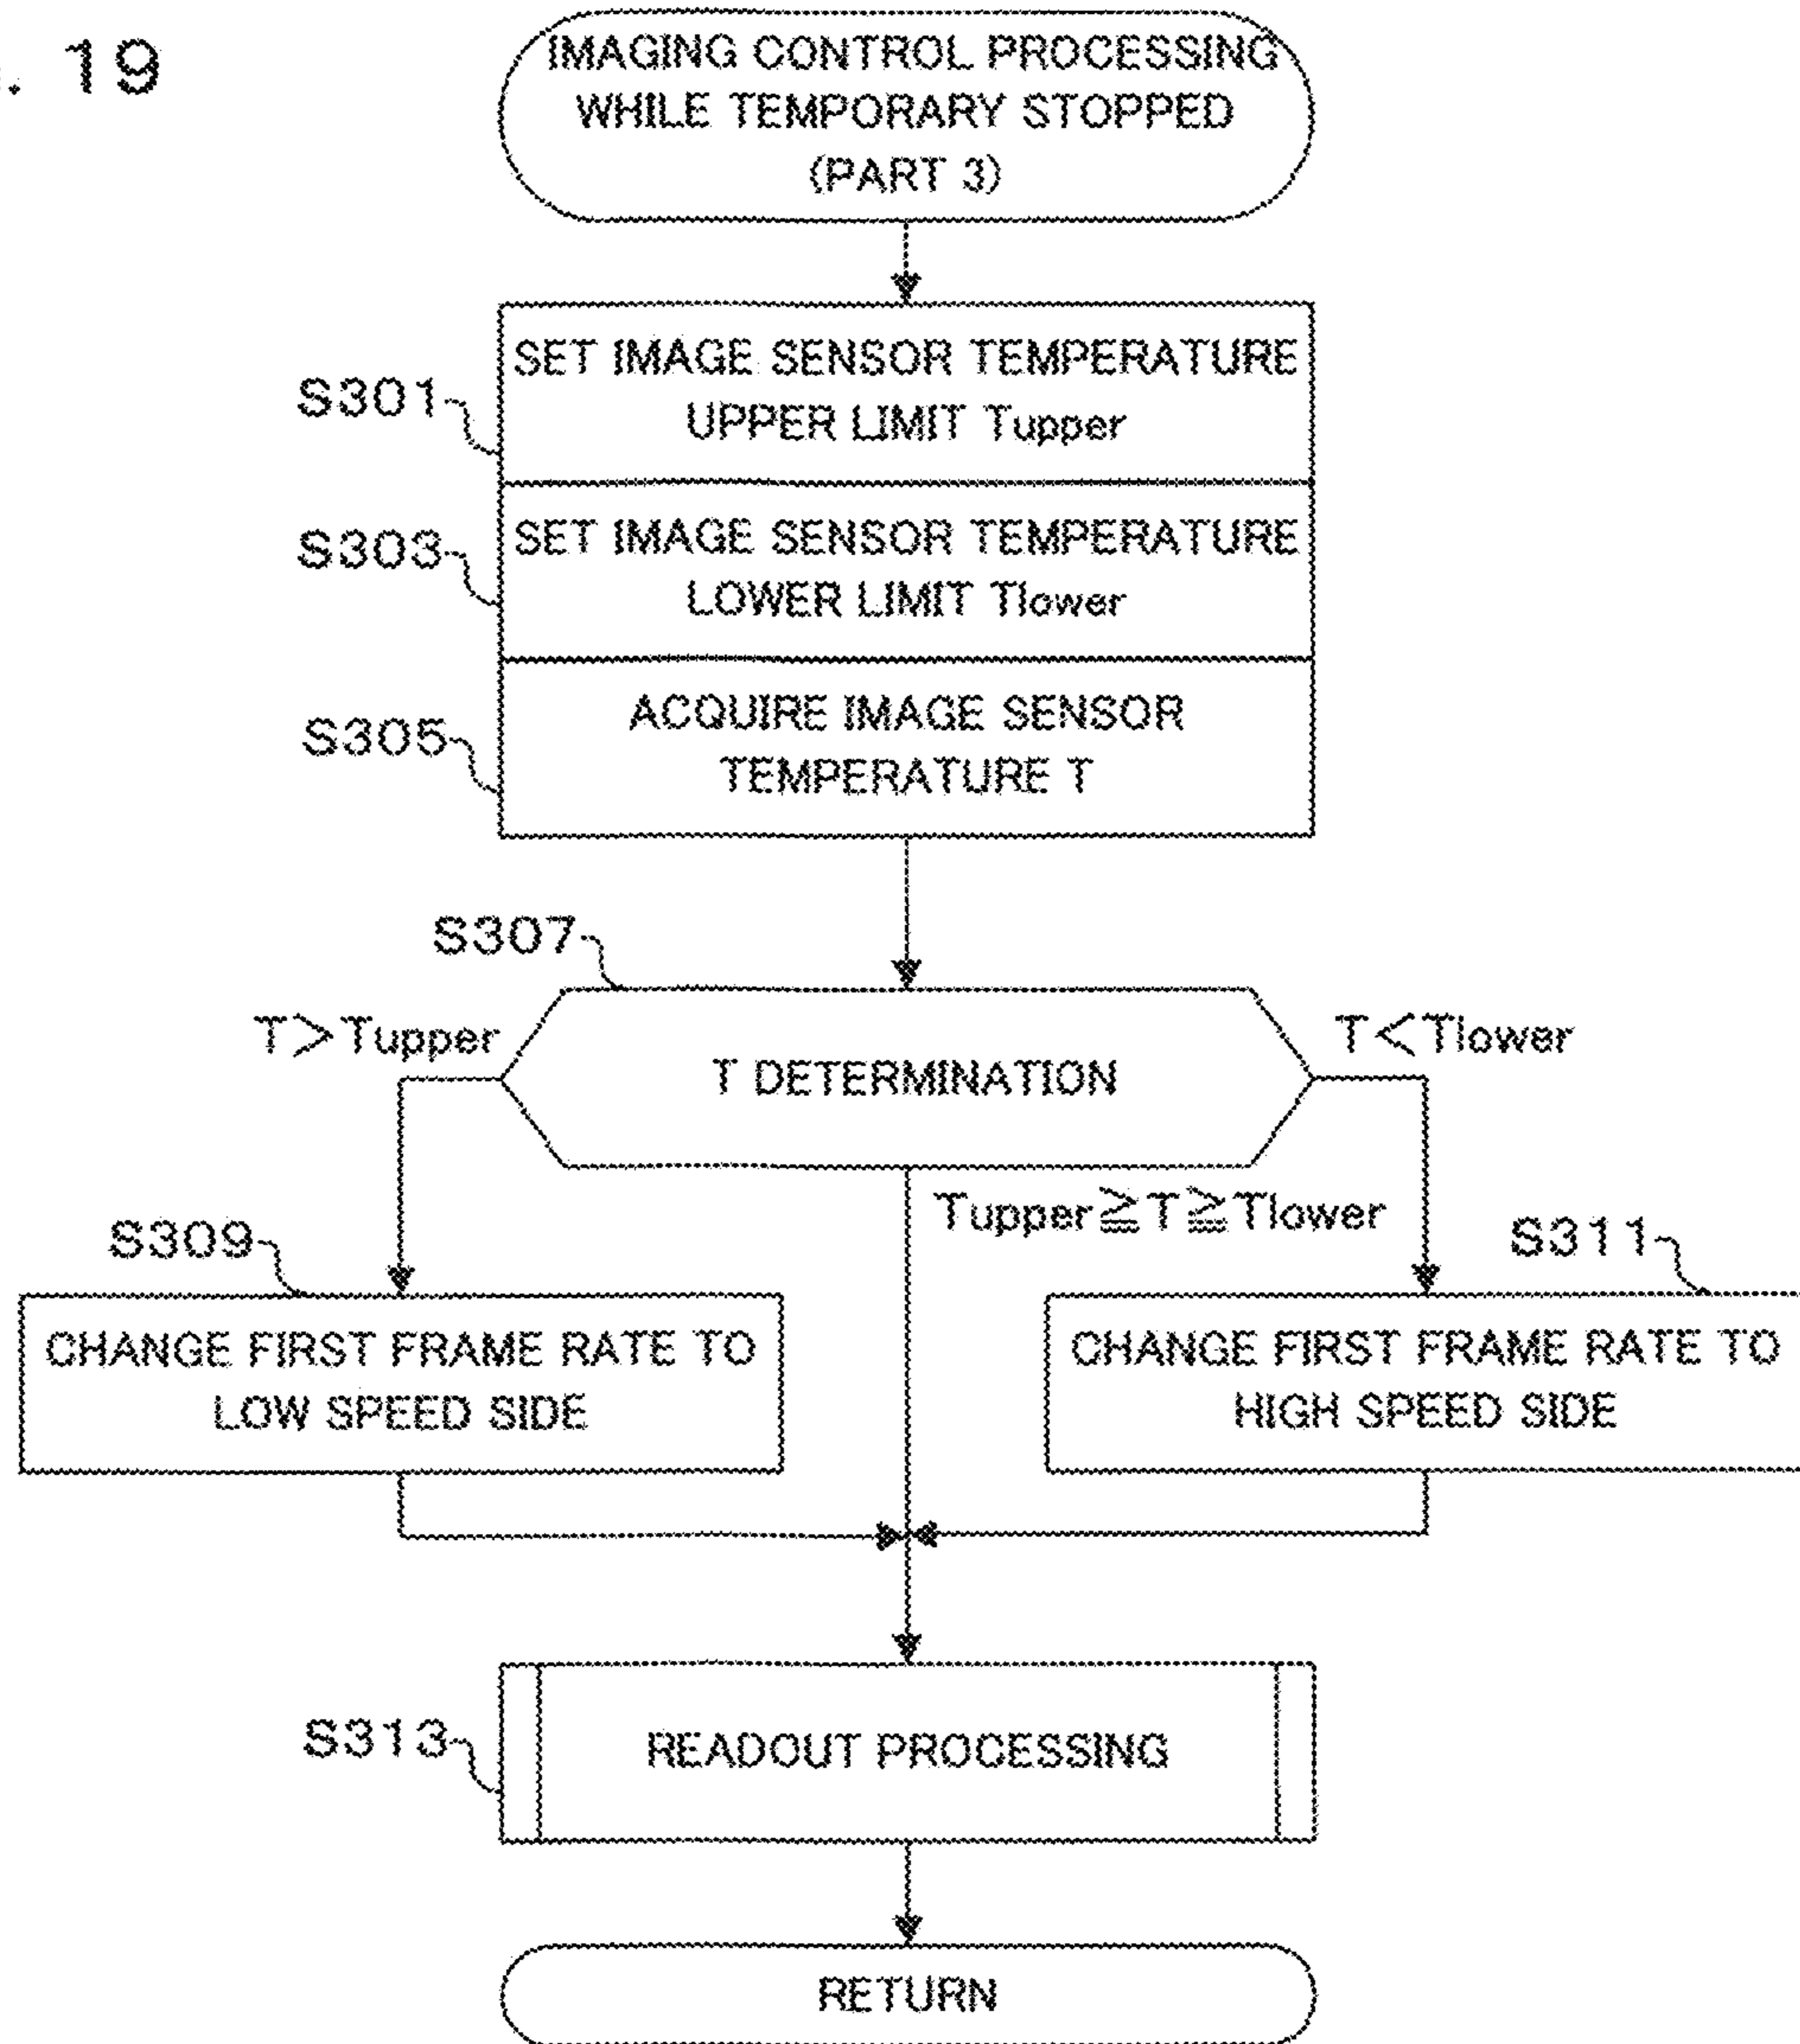 . 19
IMAGING CONTROL PROCESSING
WHILE TEMPORARY STOPPED
(PART 3)
S301
SET IMAGE SENSOR TEMPERATURE
UPPER LIMIT Tupper
S303
SET IMAGE SENSOR TEMPERATURE
LOWER LIMIT Tlower
S305
ACQUIRE IMAGE SENSOR
TEMPERATURE T
S307
T>Tupper
T DETERMINATION
T<Tlower
Tupper≧T≧Tlower
S309
CHANGE FIRST FRAME RATE TO
LOW SPEED SIDE
S311
CHANGE FIRST FRAME RATE TO
HIGH SPEED SIDE
S313
READOUT PROCESSING
RETURN